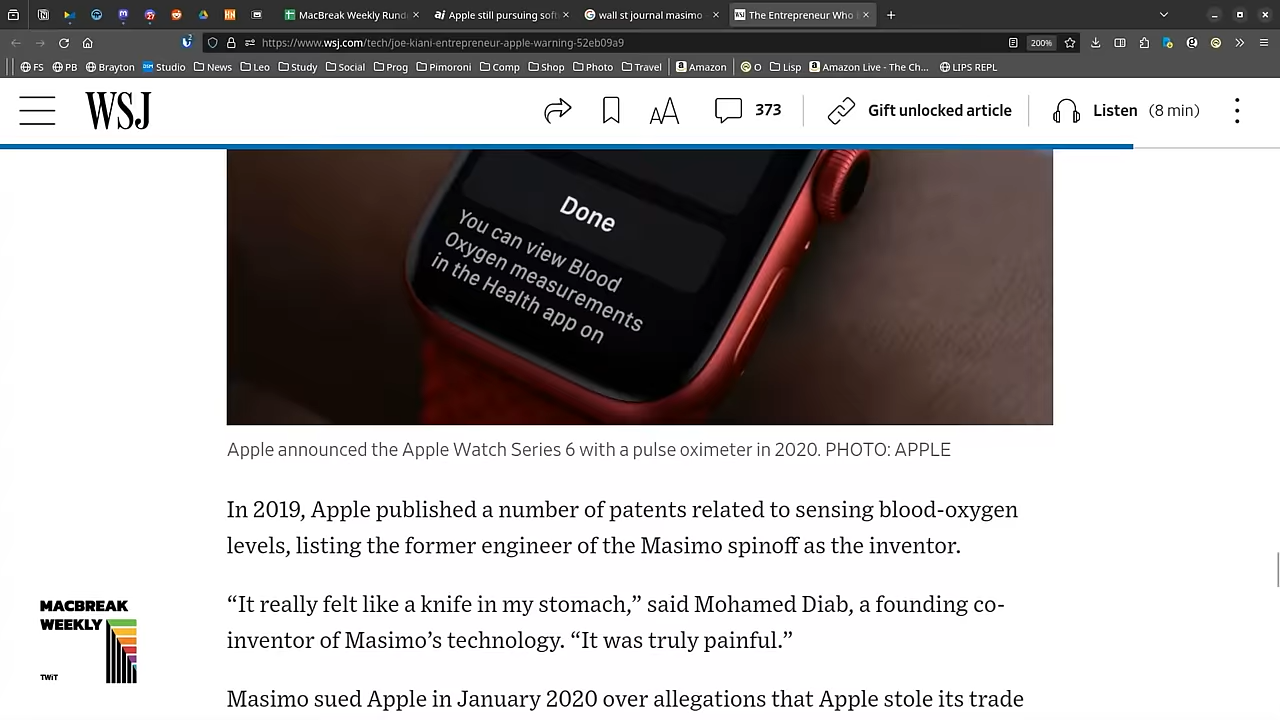 MacBreak Weekly Rund
Apple still pursuing soft
wall st journal masimo
WSJ
The Entrepreneur Who
https://www.wsj.com/tech/joe-kiani-entrepreneur-apple-warning-52eb09a9
200%
FS PB Brayton Studio News Leo Study Social Prog Pimoroni Comp Shop Photo Travel Amazon O Lisp Amazon Live - The Ch... LIPS REPL
WSJ
AA
373
Gift unlocked article
Listen (8 min)
Done
You can view Blood
Oxygen measurements
in the Health app on
Apple announced the Apple Watch Series 6 with a pulse oximeter in 2020. PHOTO: APPLE
In 2019, Apple published a number of patents related to sensing blood-oxygen
levels, listing the former engineer of the Masimo spinoff as the inventor.
“It really felt like a knife in my stomach,” said Mohamed Diab, a founding co-
inventor of Masimo’s technology. “It was truly painful.”
Masimo sued Apple in January 2020 over allegations that Apple stole its trade
MACBREAK
WEEKLY
TWiT